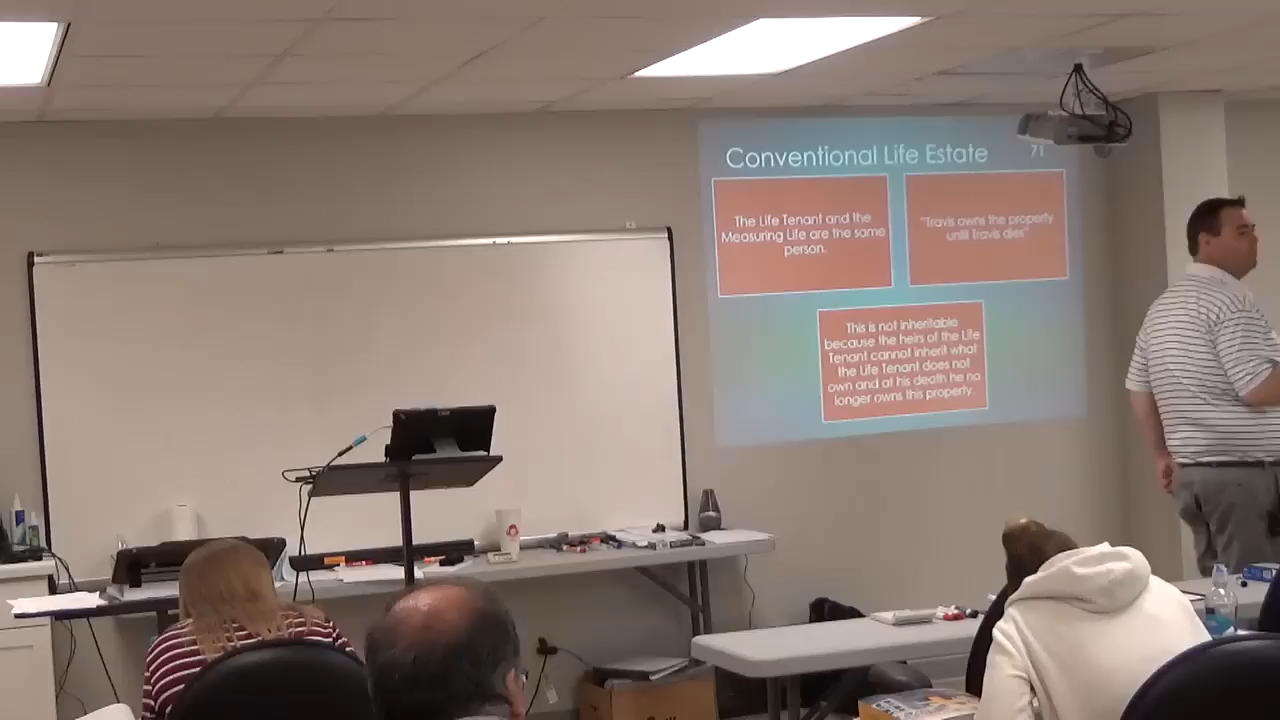 Conventional Life Estate
71
The Life Tenant and the
Measuring Life are the same
person.
"Travis owns the property
until Travis dies"
This is not inheritable
because the heirs of the Life
Tenant cannot inherit what
the Life Tenant does not
own and at his death he no
longer owns this property.